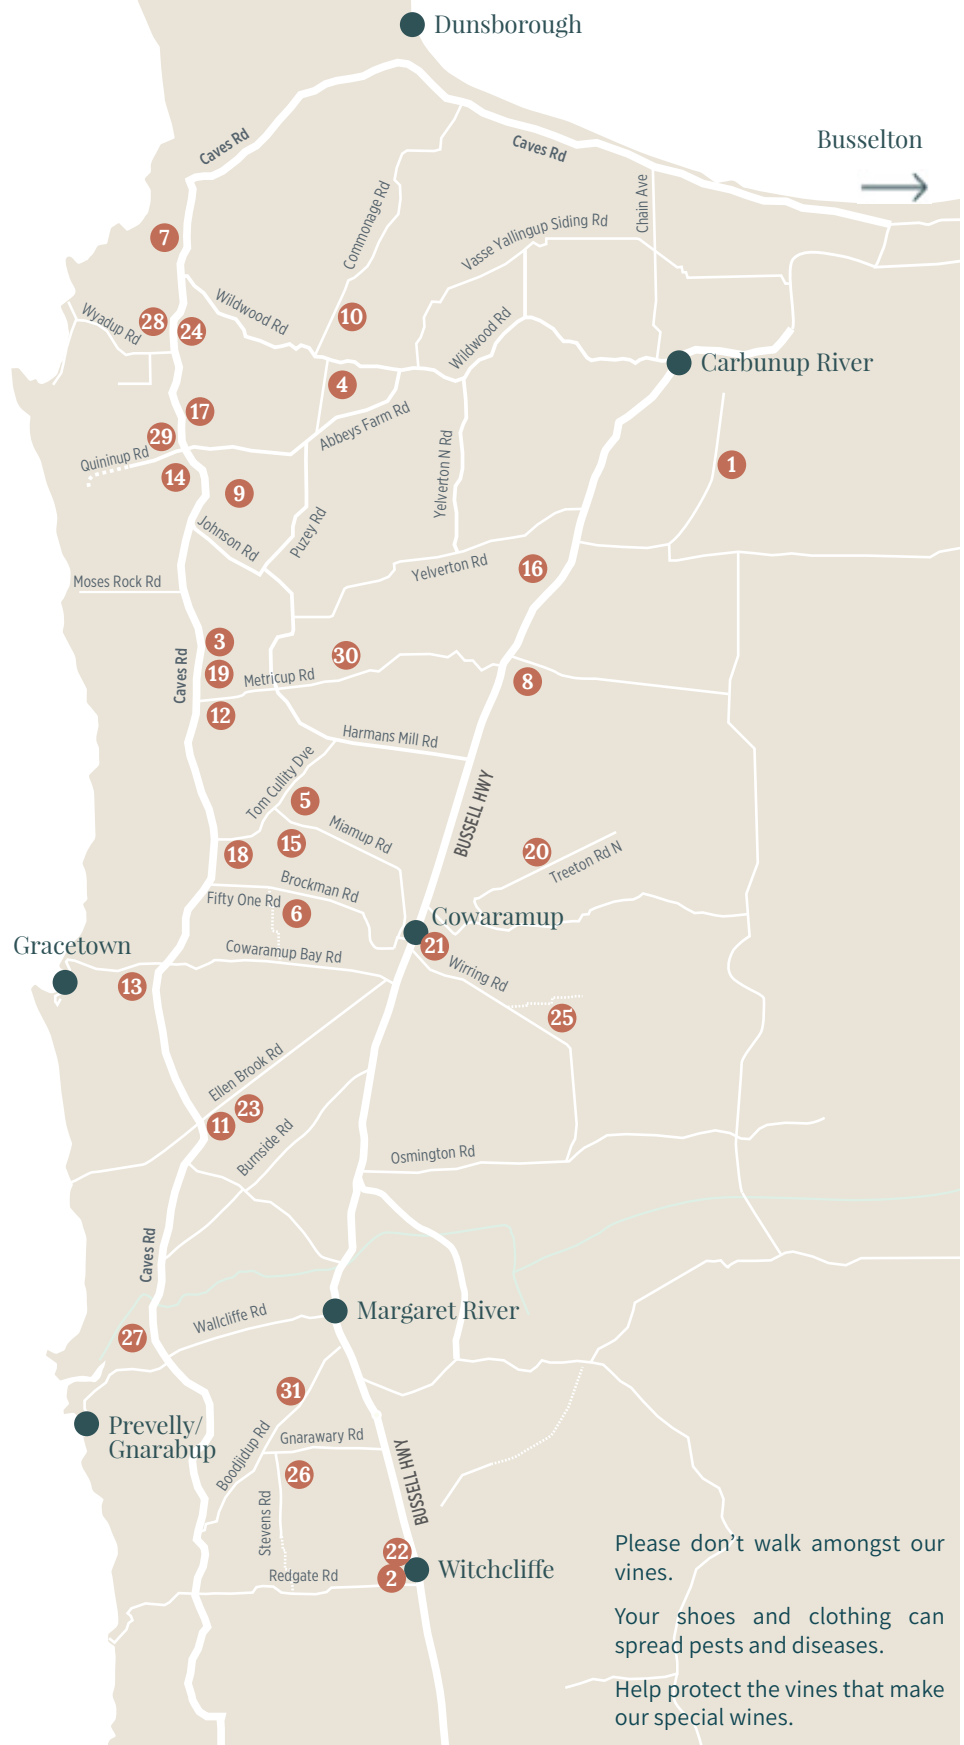 Dunsborough
Busselton
Caves Rd
Caves Rd
Chain Ave
Commonage Rd
Vasse Yallingup Siding Rd
7
Wyadup Rd
28
24
Wildwood Rd
10
Wildwood Rd
Carbunup River
4
17
Abbeys Farm Rd
29
Quininup Rd
14
9
Yelverton N Rd
1
Johnson Rd
Puzey Rd
Moses Rock Rd
Yelverton Rd
16
3
30
19
Caves Rd
Metricup Rd
8
12
Harmans Mill Rd
Tom Cullity Dve
5
BUSSELL HWY
Miamup Rd
15
18
20
Treeton Rd N
Brockman Rd
Fifty One Rd
6
Cowaramup
Gracetown
21
Cowaramup Bay Rd
Wirring Rd
13
25
Ellen Brook Rd
23
11
Burnside Rd
Osmington Rd
Caves Rd
Wallcliffe Rd
Margaret River
27
31
Prevelly/
Gnarabup
Boodjidup Rd
Gnarawary Rd
26
BUSSELL HWY
Stevens Rd
22
Witchcliffe
2
Redgate Rd
Please don't walk amongst our
vines.
Your shoes and clothing can
spread pests and diseases.
Help protect the vines that make
our special wines.